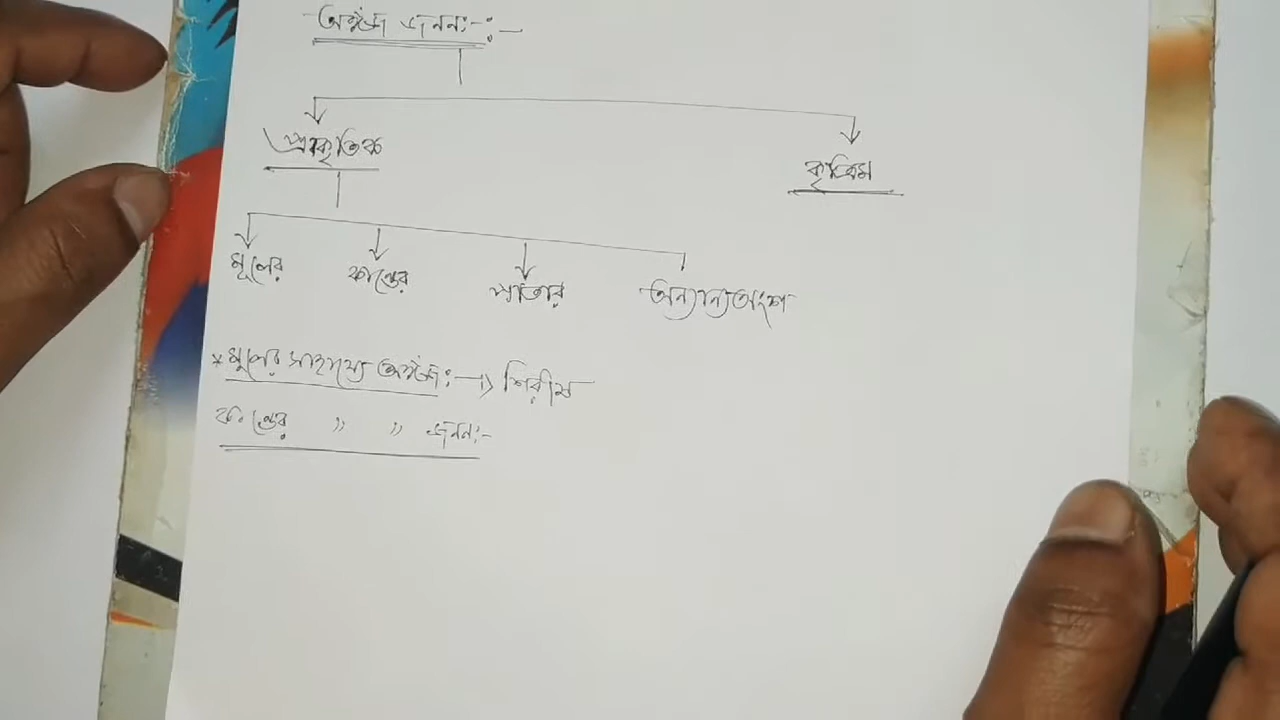 অঙ্গজ জনন:-:-
প্রাকৃতিক
কৃত্রিম
মূলের কান্ডের পাতার অন্যান্য অংশ
* মূলের সাহায্যে অঙ্গজ:-→ শিরীষ
কান্ডের " " জনন:-